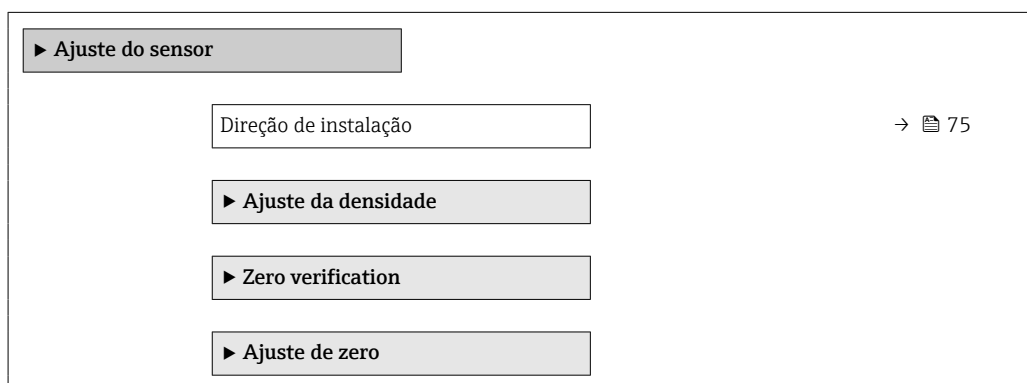 ▶ Ajuste do sensor
Direção de instalação → 75
▶ Ajuste da densidade
▶ Zero verification
▶ Ajuste de zero